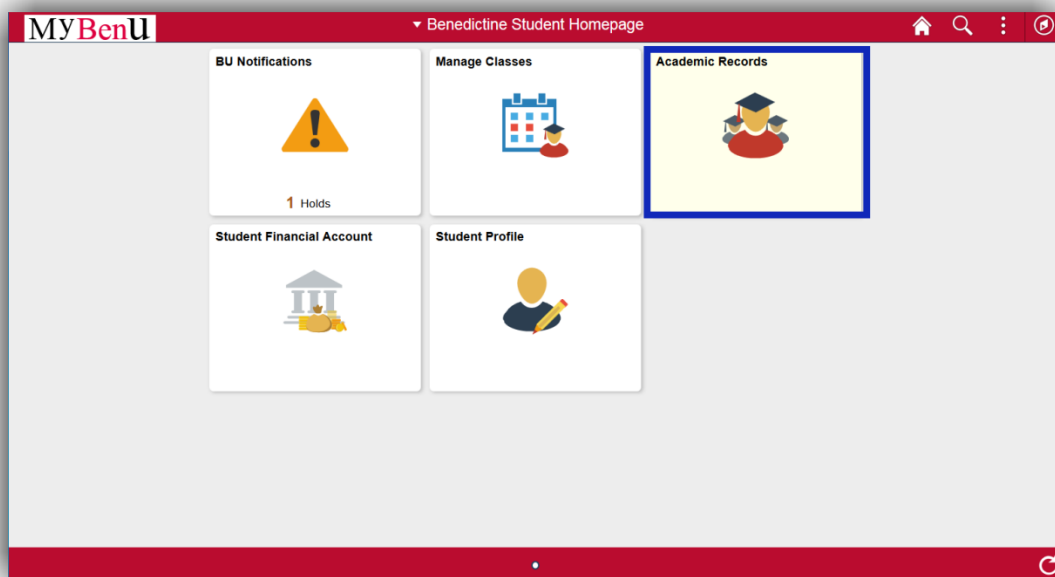 MyBenU
Benedictine Student Homepage
BU Notifications
1 Holds
Manage Classes
Academic Records
Student Financial Account
Student Profile